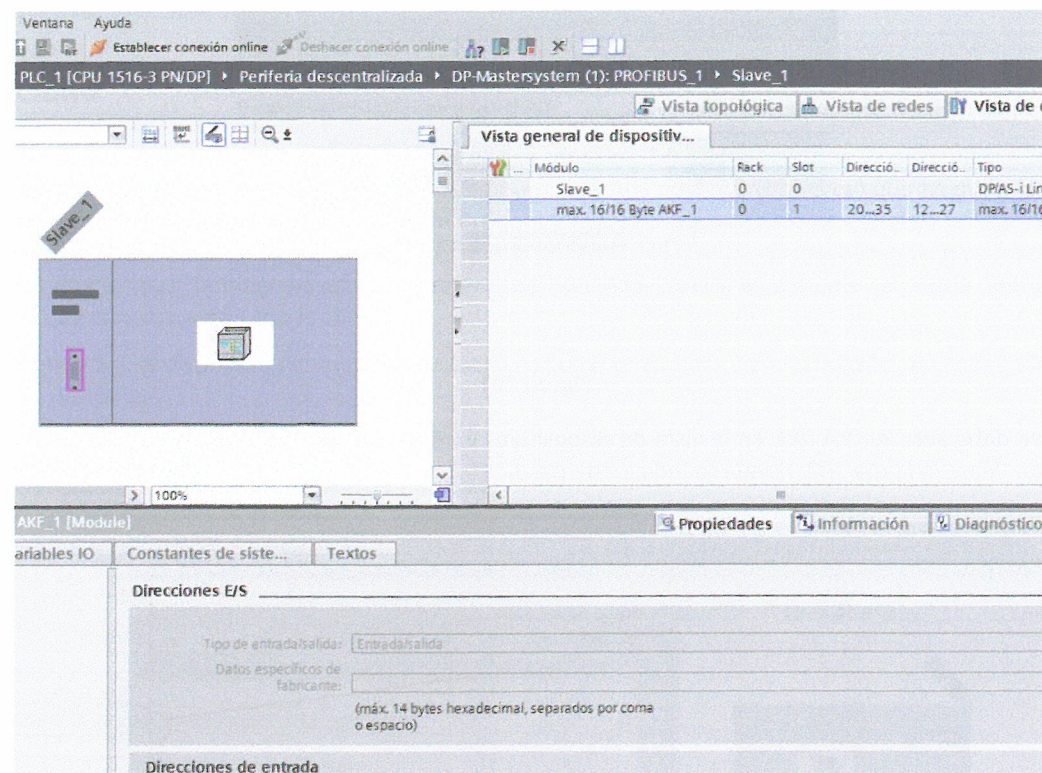 Ventana Ayuda
Establecer conexión online Deshacer conexión online
PLC_1 [CPU 1516-3 PN/DP] Periferia descentralizada DP-Mastersystem (1): PROFIBUS_1 Slave_1
Vista topológica Vista de redes Vista de
Vista general de dispositiv...
... Módulo Rack Slot Direcció... Direcció... Tipo
Slave_1 0 0 DP/AS-i Lin
max. 16/16 Byte AKF_1 0 1 20...35 12...27 max. 16/16
Slave_1
100%
AKF_1 [Module]
Propiedades Información Diagnóstico
ariables IO Constantes de siste... Textos
Direcciones E/S
Tipo de entrada/salida: Entrada/salida
Datos específicos de
fabricante:
(máx. 14 bytes hexadecimal, separados por coma
o espacio)
Direcciones de entrada